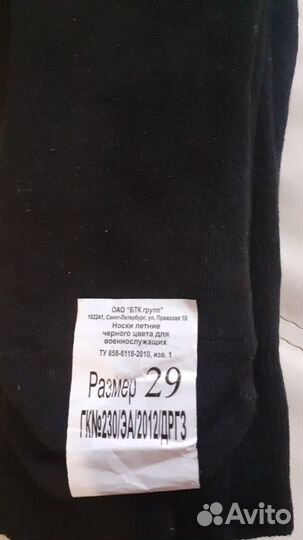 ОАО "БТК групп"
192241, Санкт-Петербург, ул. Пражская 10
Носки летние
черного цвета для
военнослужащих
ТУ 858-6118-2010, изв. 1
Размер 29
ГК№230/ЭА/2012/ДРГЗ
Avito